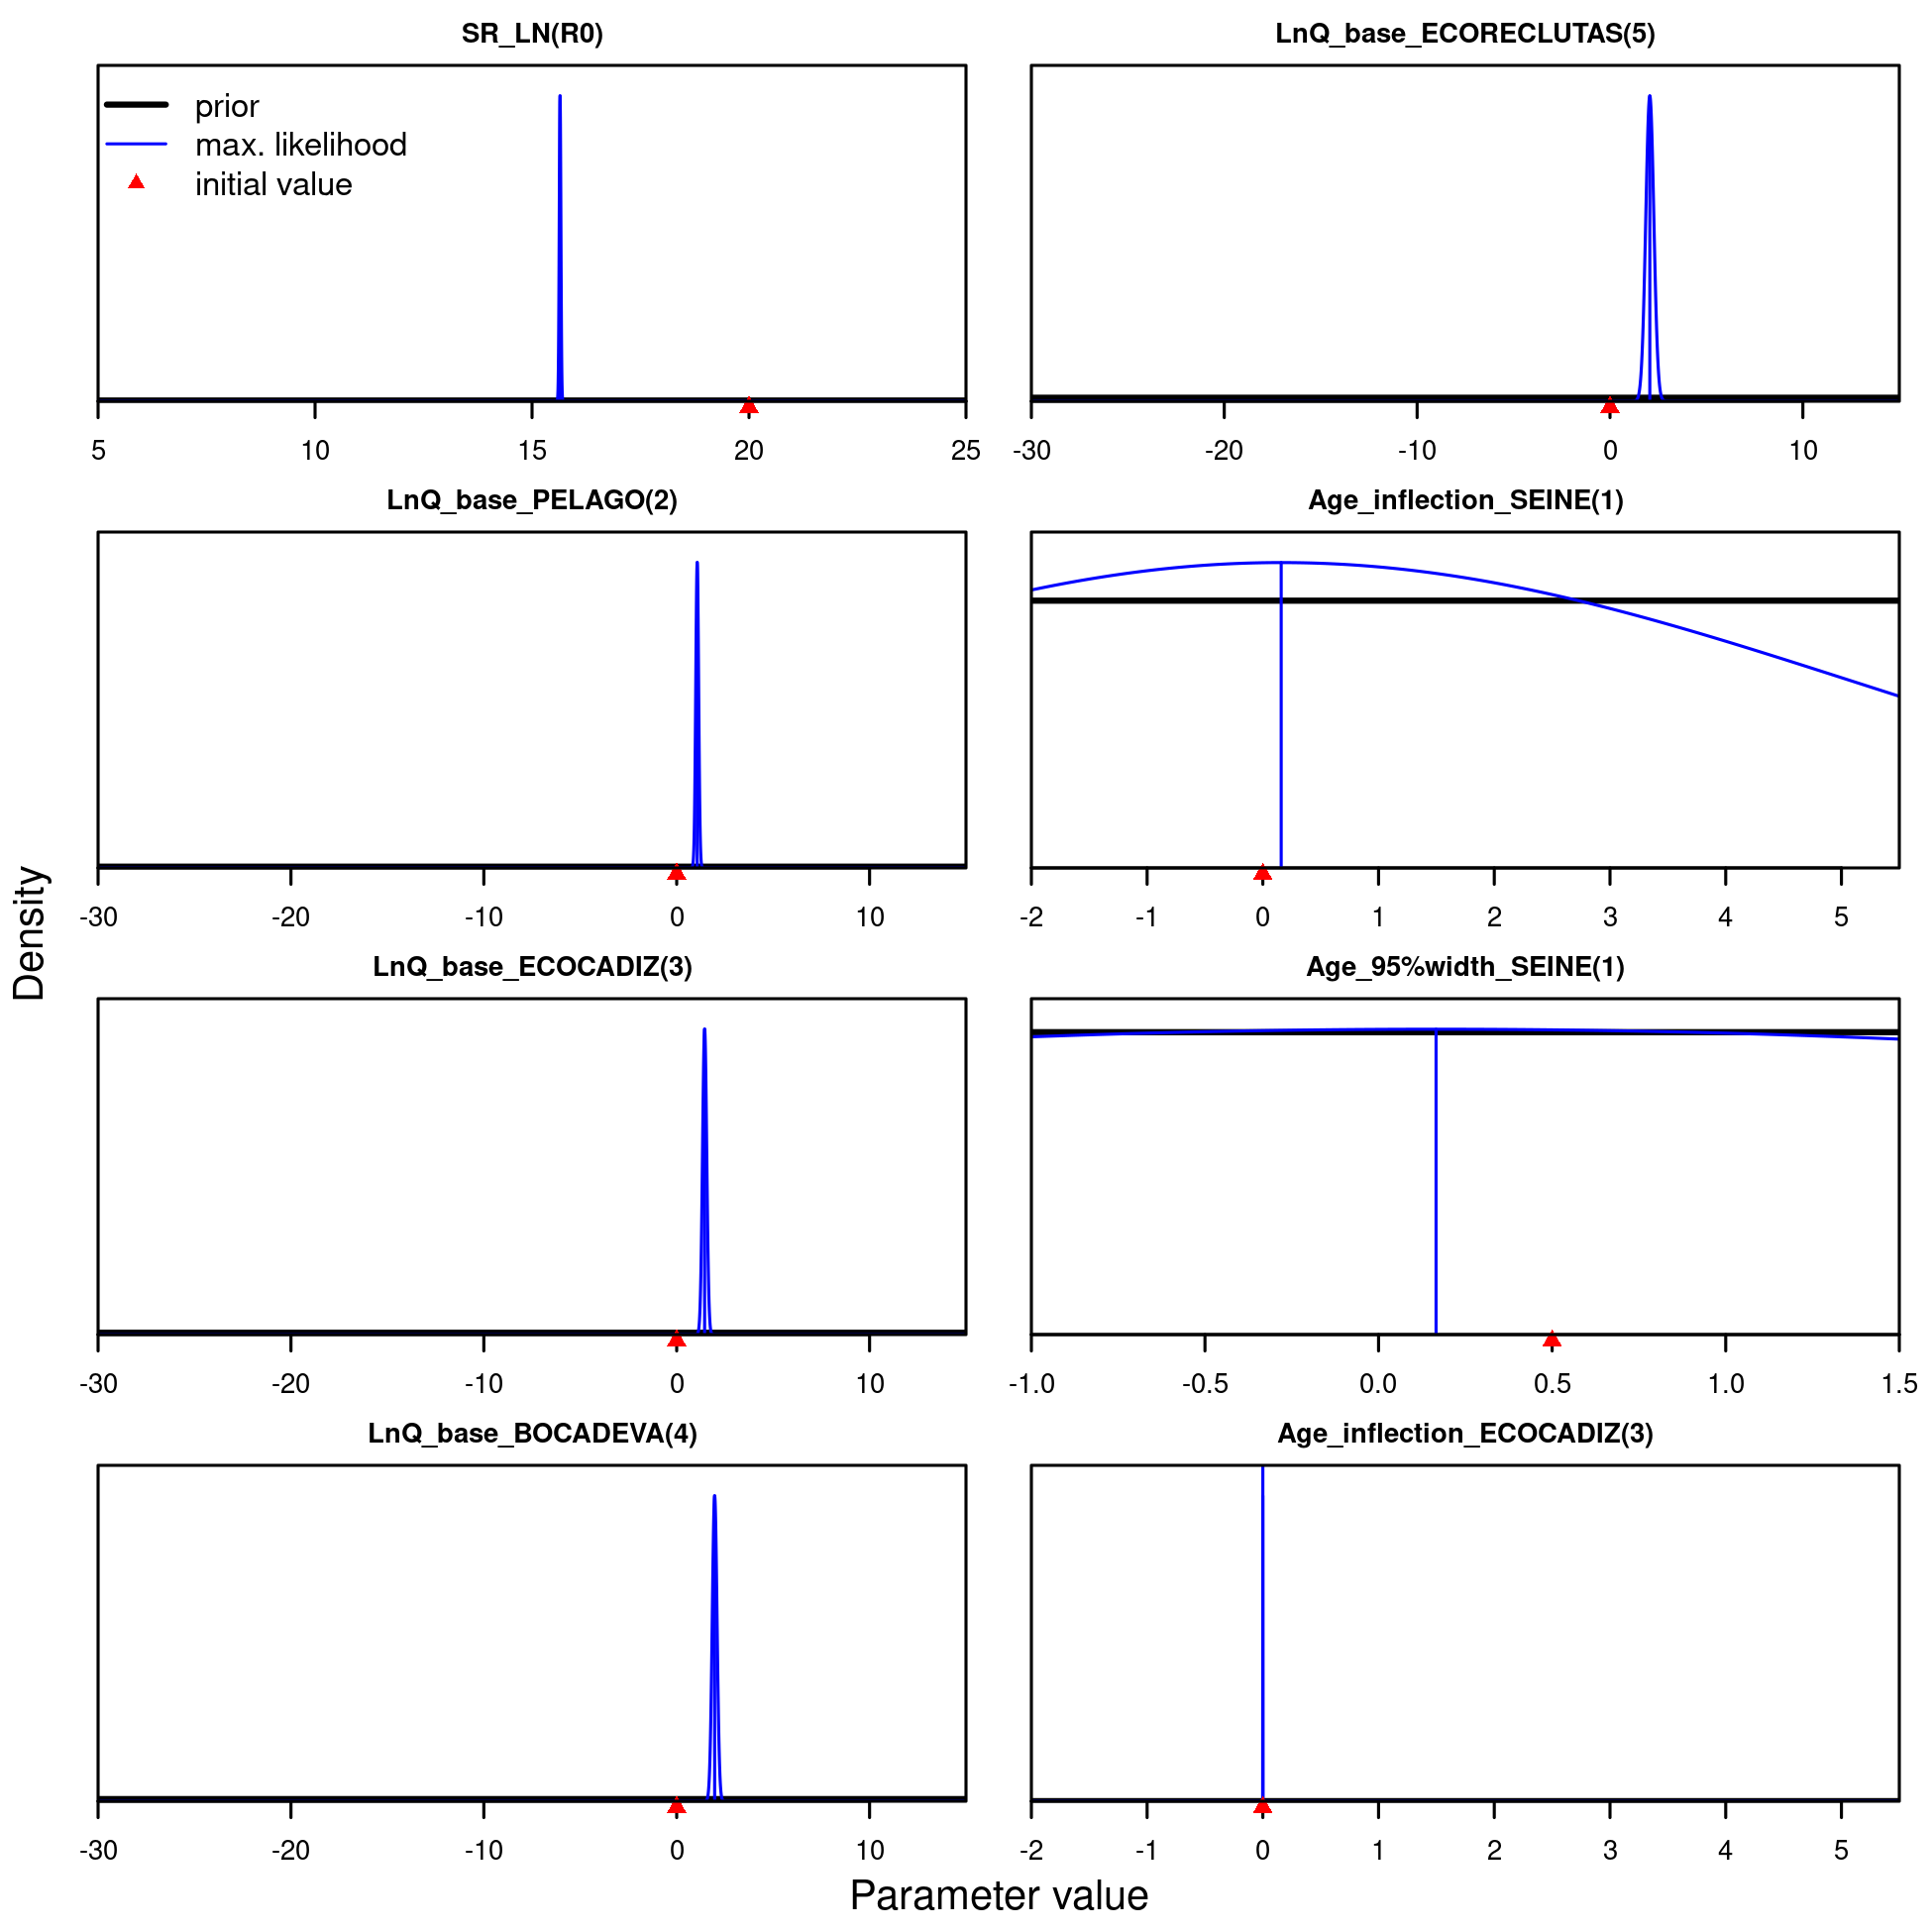 SR_LN(R0)
prior
max. likelihood
initial value
5 10 15 20 25
LnQ_base_ECORECLUTAS(5)
-30 -20 -10 0 10
LnQ_base_PELAGO(2)
-30 -20 -10 0 10
Age_inflection_SEINE(1)
-2 -1 0 1 2 3 4 5
LnQ_base_ECOCADIZ(3)
-30 -20 -10 0 10
Age_95%width_SEINE(1)
-1.0 -0.5 0.0 0.5 1.0 1.5
LnQ_base_BOCADEVA(4)
-30 -20 -10 0 10
Age_inflection_ECOCADIZ(3)
-2 -1 0 1 2 3 4 5
Density
Parameter value